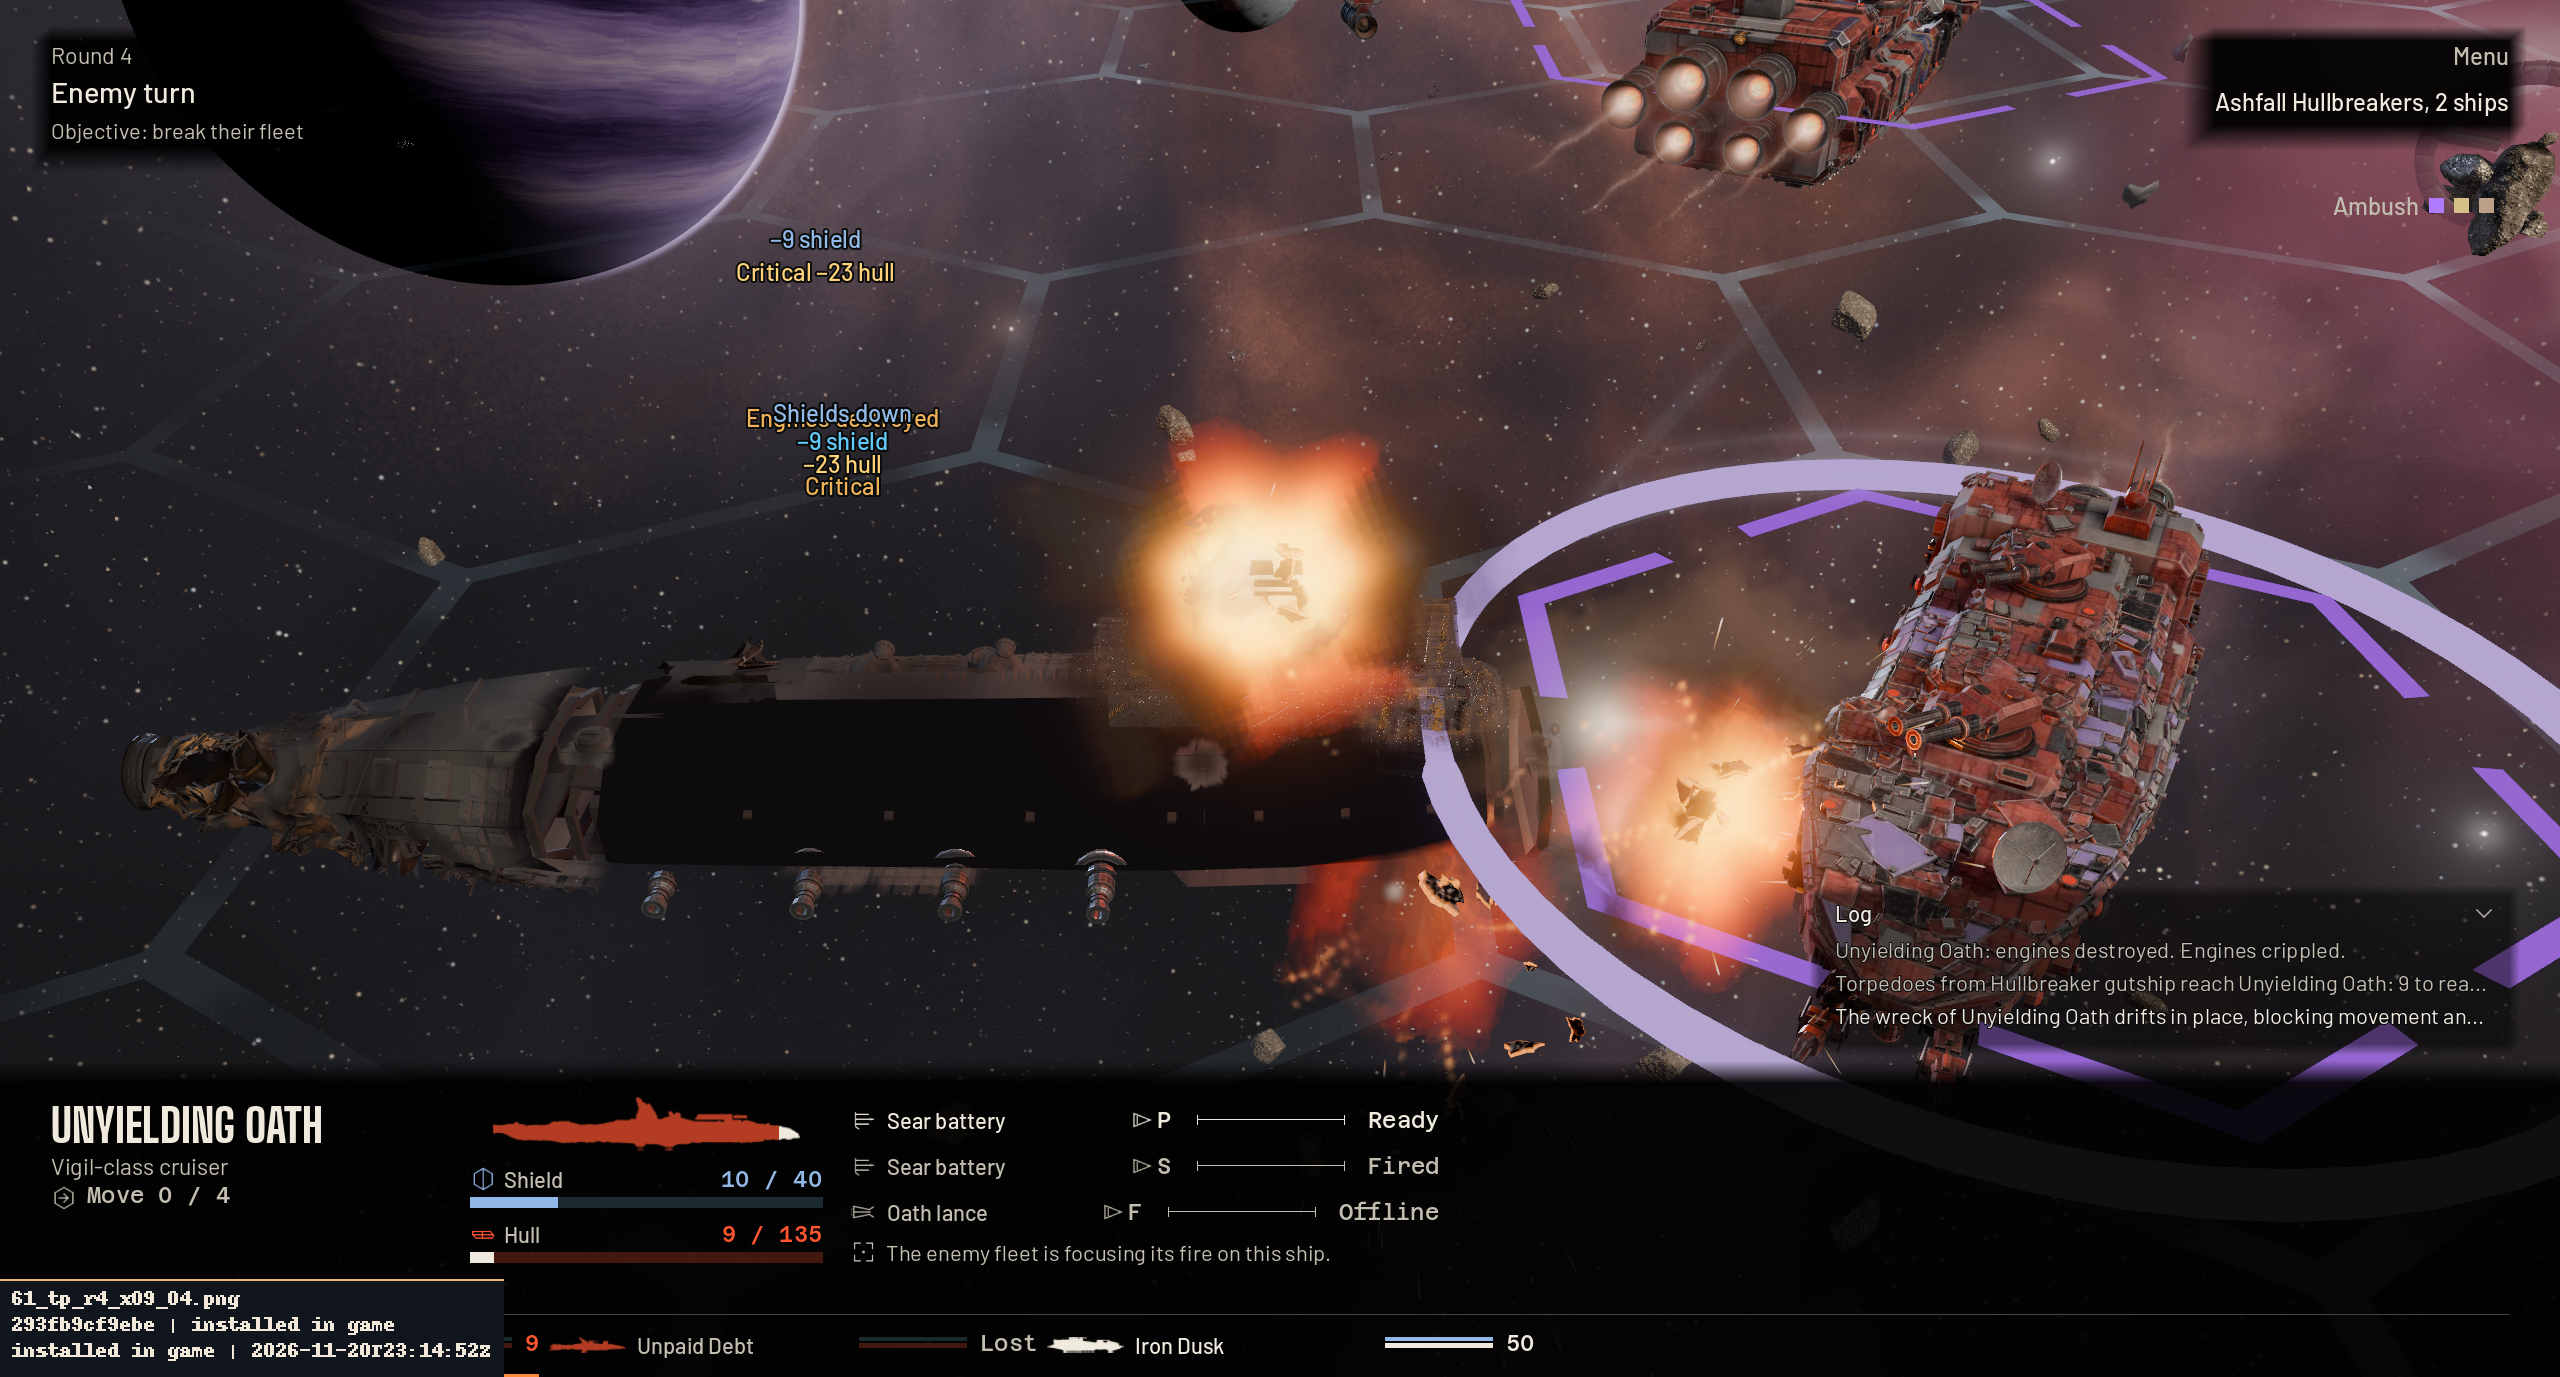 Round 4
Enemy turn
Objective: break their fleet
Menu
Ashfall Hullbreakers, 2 ships
Ambush
−9 shield
Critical −23 hull
Shields down
Engines destroyed
−9 shield
−23 hull
Critical
Log
Unyielding Oath: engines destroyed. Engines crippled.
Torpedoes from Hullbreaker gutship reach Unyielding Oath: 9 to rea...
The wreck of Unyielding Oath drifts in place, blocking movement an...
UNYIELDING OATH
Vigil-class cruiser
Move 0 / 4
Shield 10 / 40
Hull 9 / 135
Sear battery P Ready
Sear battery S Fired
Oath lance F Offline
The enemy fleet is focusing its fire on this ship.
61_tp_r4_x09_04.png
293fb9cf9ebe | installed in game
installed in game | 2026-11-20T23:14:52Z
9 Unpaid Debt Lost Iron Dusk 50